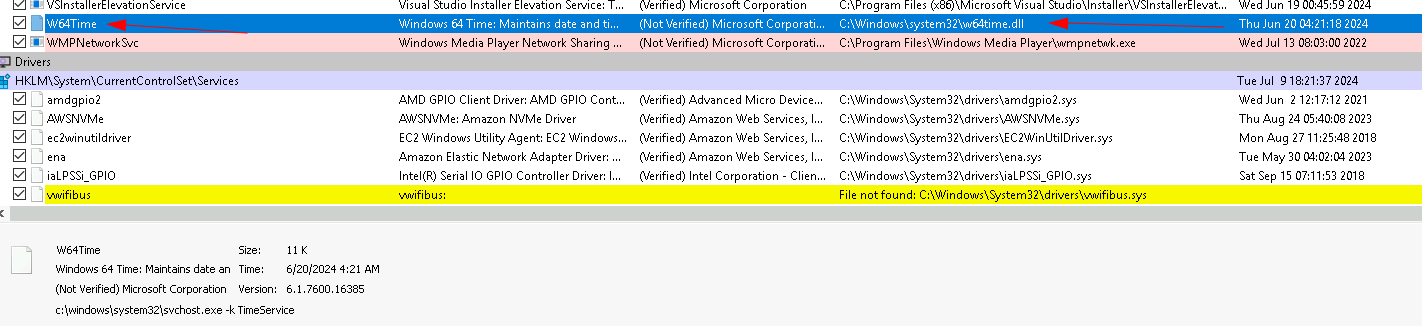 VSInstallerElevationService Visual Studio Installer Elevation Service: T... (Verified) Microsoft Corporation C:\Program Files (x86)\Microsoft Visual Studio\Installer\VSInstallerElevat... Wed Jun 19 00:45:59 2024
W64Time Windows 64 Time: Maintains date and ti... (Not Verified) Microsoft Corporati... C:\Windows\system32\w64time.dll Thu Jun 20 04:21:18 2024
WMPNetworkSvc Windows Media Player Network Sharing ... (Not Verified) Microsoft Corporati... C:\Program Files\Windows Media Player\wmpnetwk.exe Wed Jul 13 08:03:00 2022
Drivers
HKLM\System\CurrentControlSet\Services Tue Jul 9 18:21:37 2024
amdgpio2 AMD GPIO Client Driver: AMD GPIO Cont... (Verified) Advanced Micro Device... C:\Windows\System32\drivers\amdgpio2.sys Wed Jun 2 12:17:12 2021
AWSNVMe AWSNVMe: Amazon NVMe Driver (Verified) Amazon Web Services, I... C:\Windows\System32\drivers\AWSNVMe.sys Thu Aug 24 05:40:08 2023
ec2winutildriver EC2 Windows Utility Agent: EC2 Windows... (Verified) Amazon Web Services, I... C:\Windows\System32\drivers\EC2WinUtilDriver.sys Mon Aug 27 11:25:48 2018
ena Amazon Elastic Network Adapter Driver: ... (Verified) Amazon Web Services, I... C:\Windows\System32\drivers\ena.sys Tue May 30 04:02:04 2023
iaLPSSi_GPIO Intel(R) Serial IO GPIO Controller Driver: I... (Verified) Intel Corporation - Clien... C:\Windows\System32\drivers\iaLPSSi_GPIO.sys Sat Sep 15 07:11:53 2018
vwifibus vwifibus: File not found: C:\Windows\System32\drivers\vwifibus.sys
W64Time Size: 11 K
Windows 64 Time: Maintains date an Time: 6/20/2024 4:21 AM
(Not Verified) Microsoft Corporation Version: 6.1.7600.16385
c:\windows\system32\svchost.exe -k TimeService